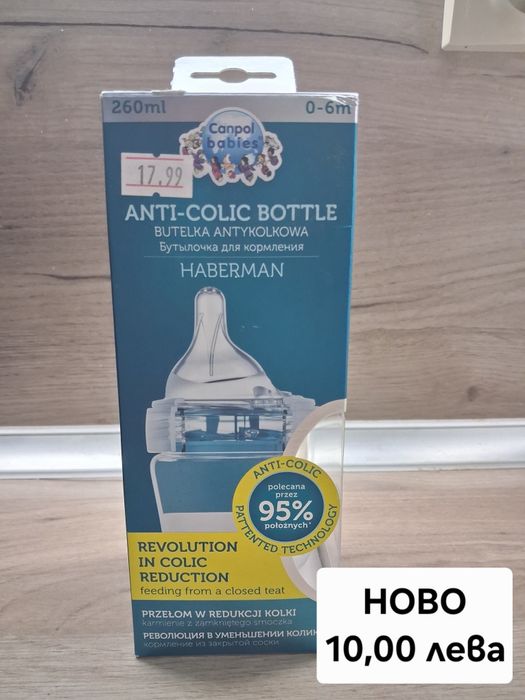 260ml
0-6m
Canpol
babies
17.99
ANTI-COLIC BOTTLE
BUTELKA ANTYKOLKOWA
Бутылочка для кормления
HABERMAN
ANTI-COLIC
polecana
przez
95%
położnych*
PATTENTED TECHNOLOGY
REVOLUTION
IN COLIC
REDUCTION
feeding from a closed teat
PRZEŁOM W REDUKCJI KOLKI
karmienie z zamkniętego smoczka
РЕВОЛЮЦИЯ В УМЕНЬШЕНИИ КОЛИК
кормление из закрытой соски
НОВО
10,00 лева